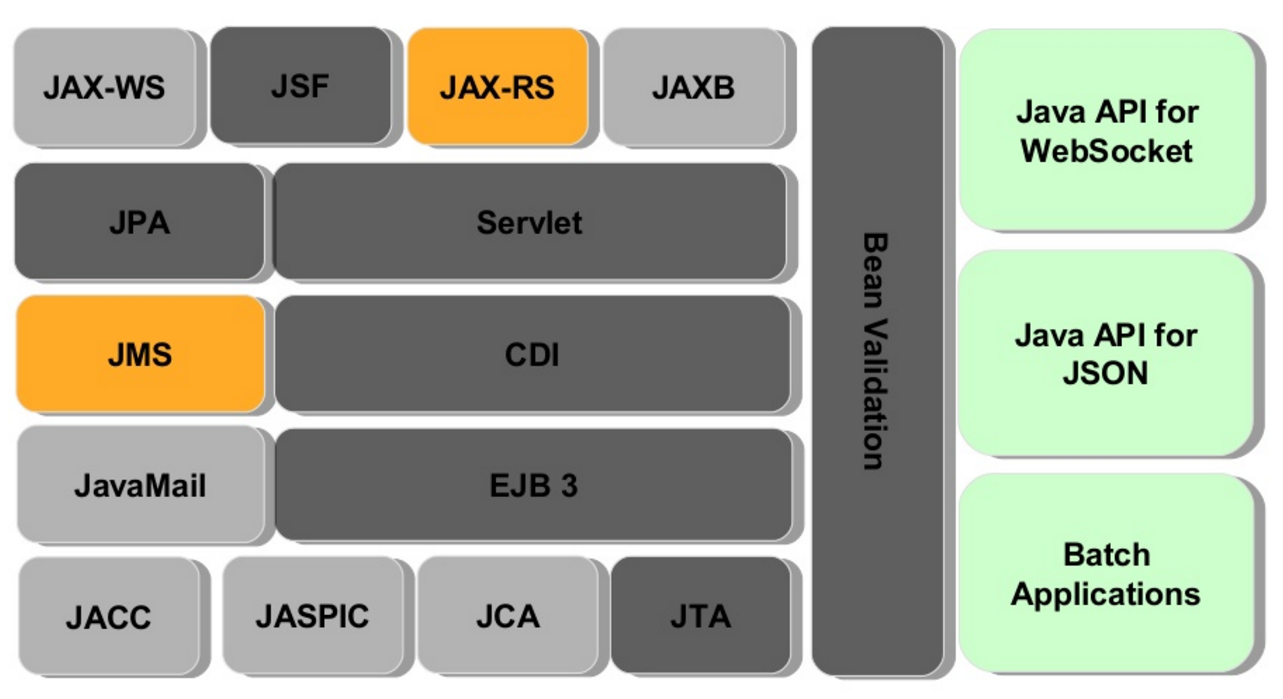 JAX-WS
JSF
JAX-RS
JAXB
JPA
Servlet
JMS
CDI
JavaMail
EJB 3
JACC
JASPIC
JCA
JTA
Bean Validation
Java API for
WebSocket
Java API for
JSON
Batch
Applications